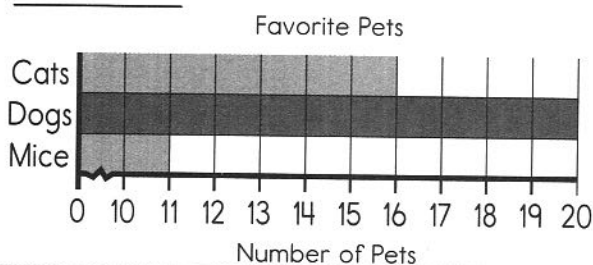 Favorite Pets
Cats
Dogs
Mice
0 10 11 12 13 14 15 16 17 18 19 20
Number of Pets